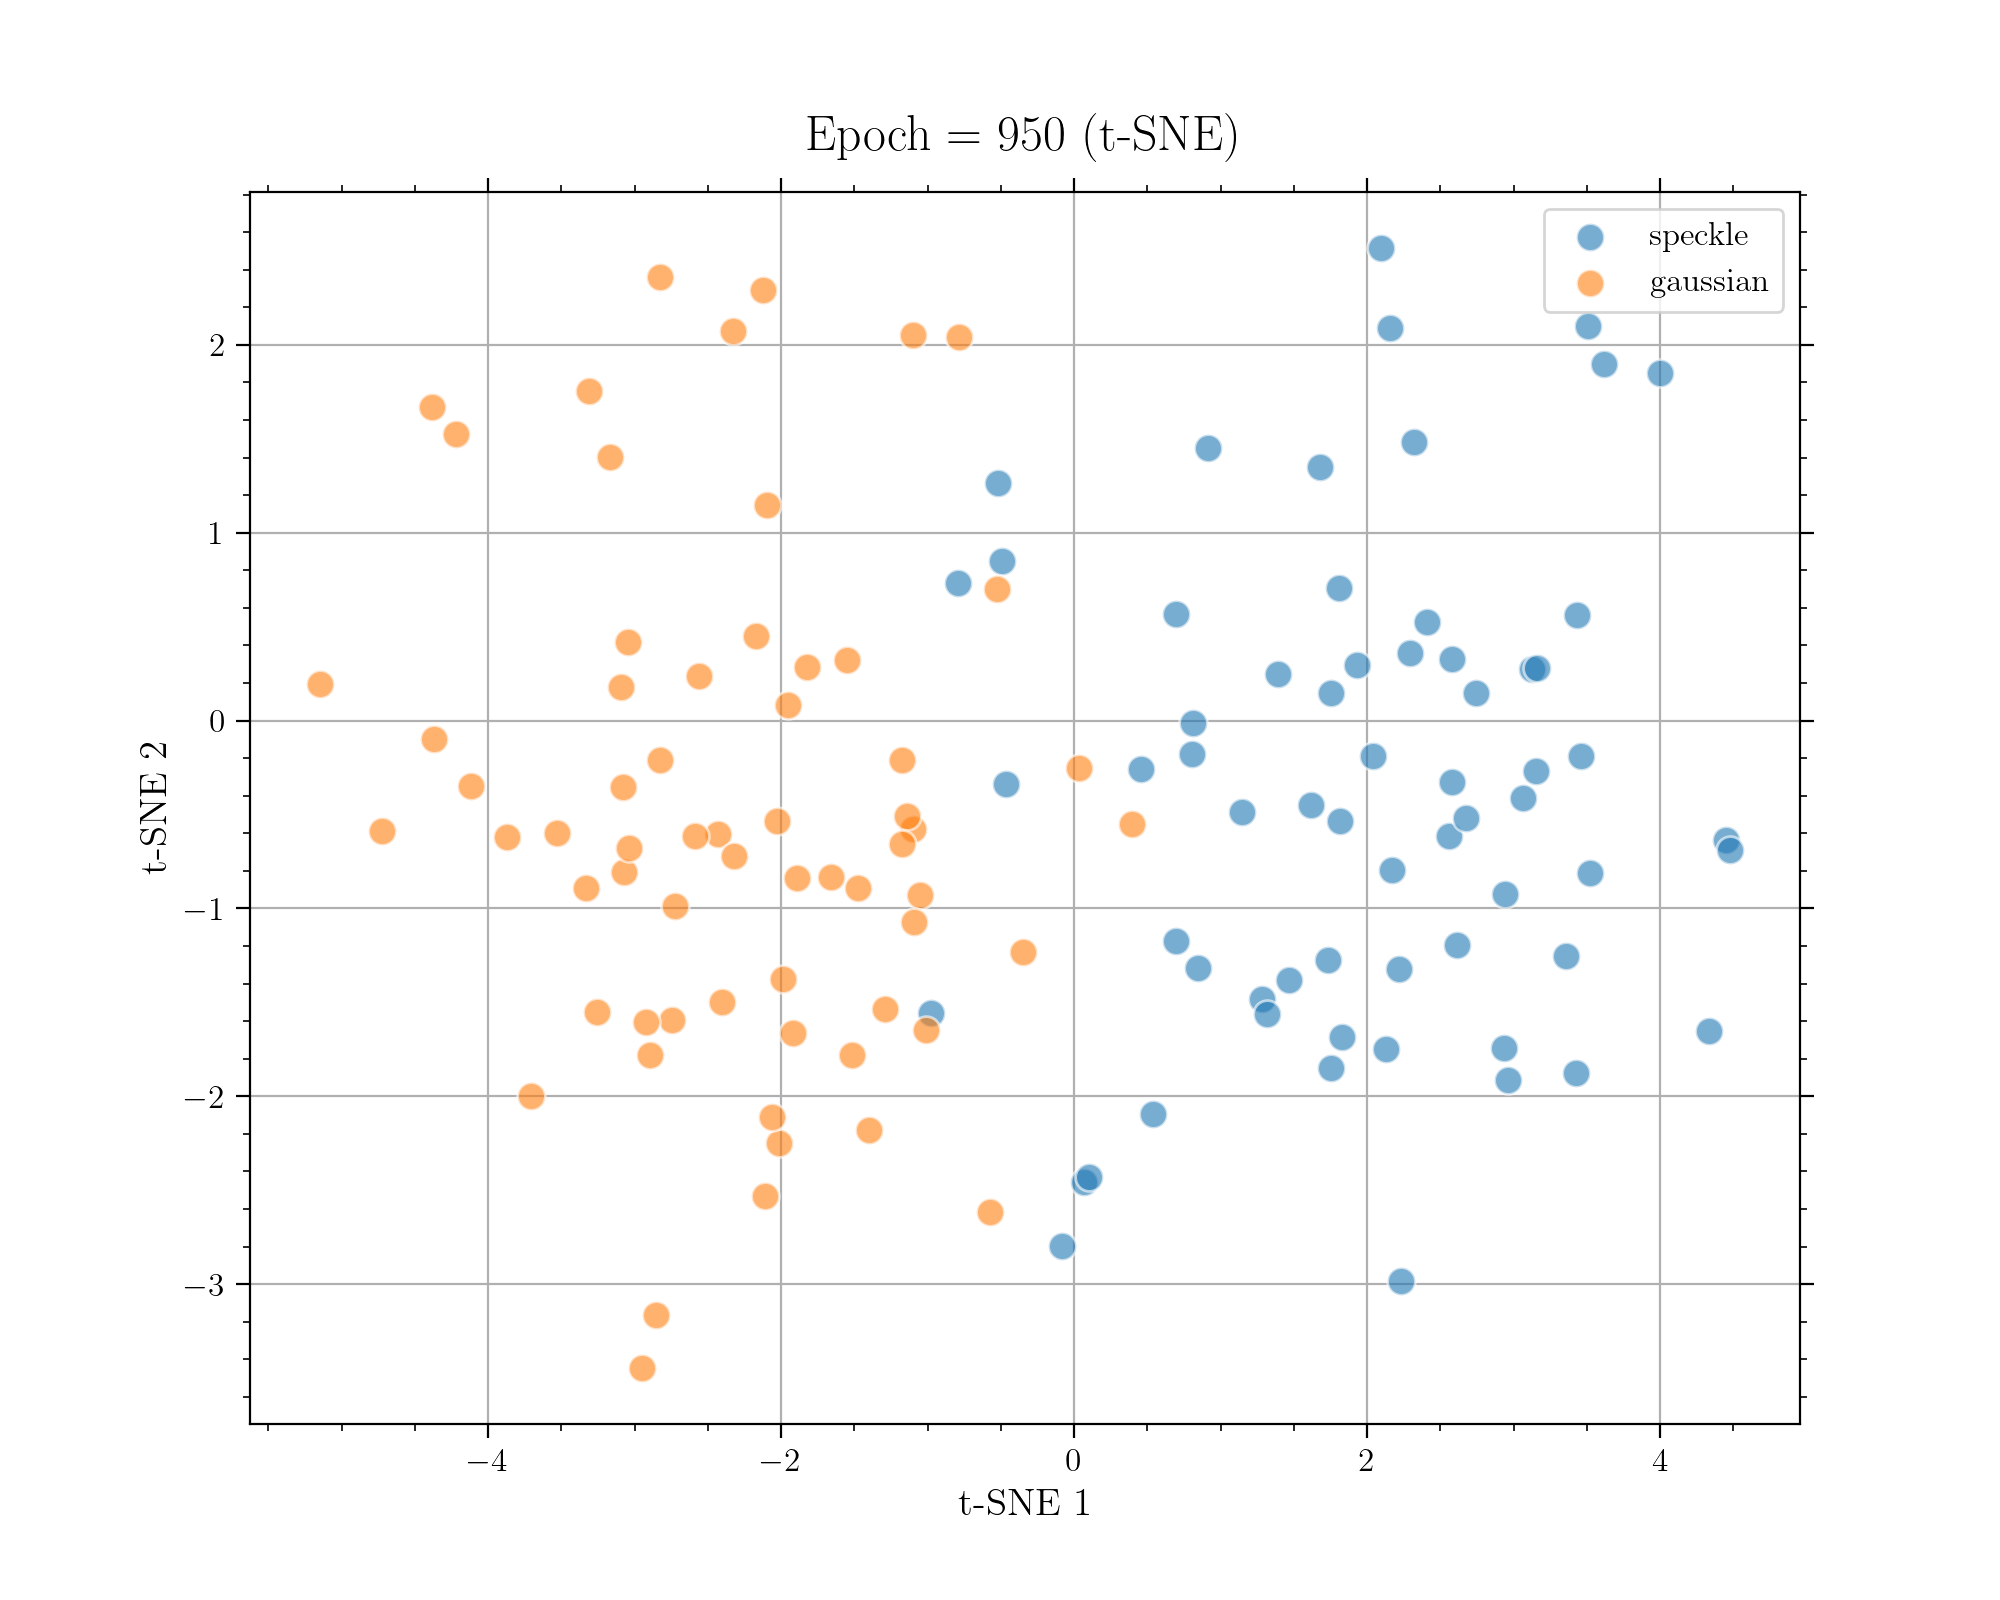 Epoch = 950 (t-SNE)
speckle
gaussian
2
1
0
−1
−2
−3
t-SNE 2
−4
−2
0
2
4
t-SNE 1